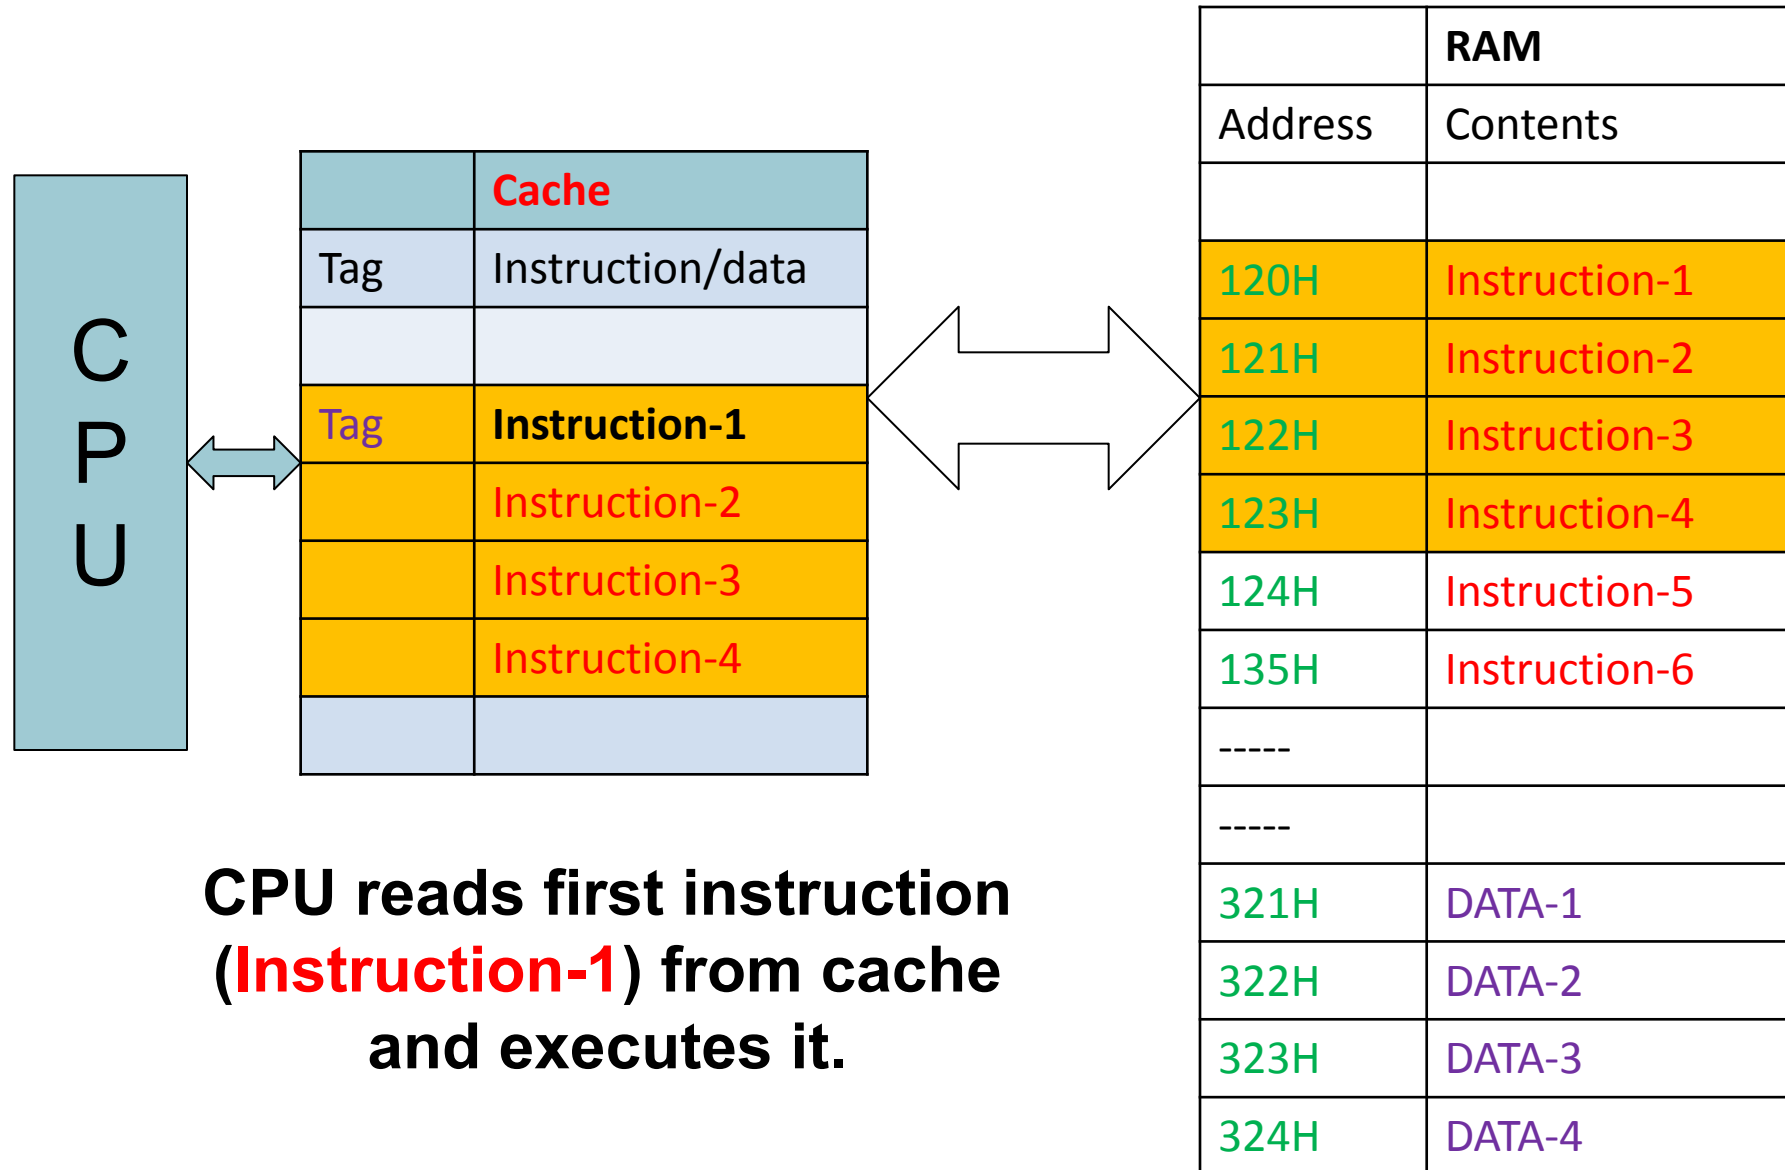 C
P
U
Cache
Tag Instruction/data
Tag Instruction-1
Instruction-2
Instruction-3
Instruction-4
CPU reads first instruction
(Instruction-1) from cache
and executes it.
RAM
Address Contents
120H Instruction-1
121H Instruction-2
122H Instruction-3
123H Instruction-4
124H Instruction-5
135H Instruction-6
-----
-----
321H DATA-1
322H DATA-2
323H DATA-3
324H DATA-4